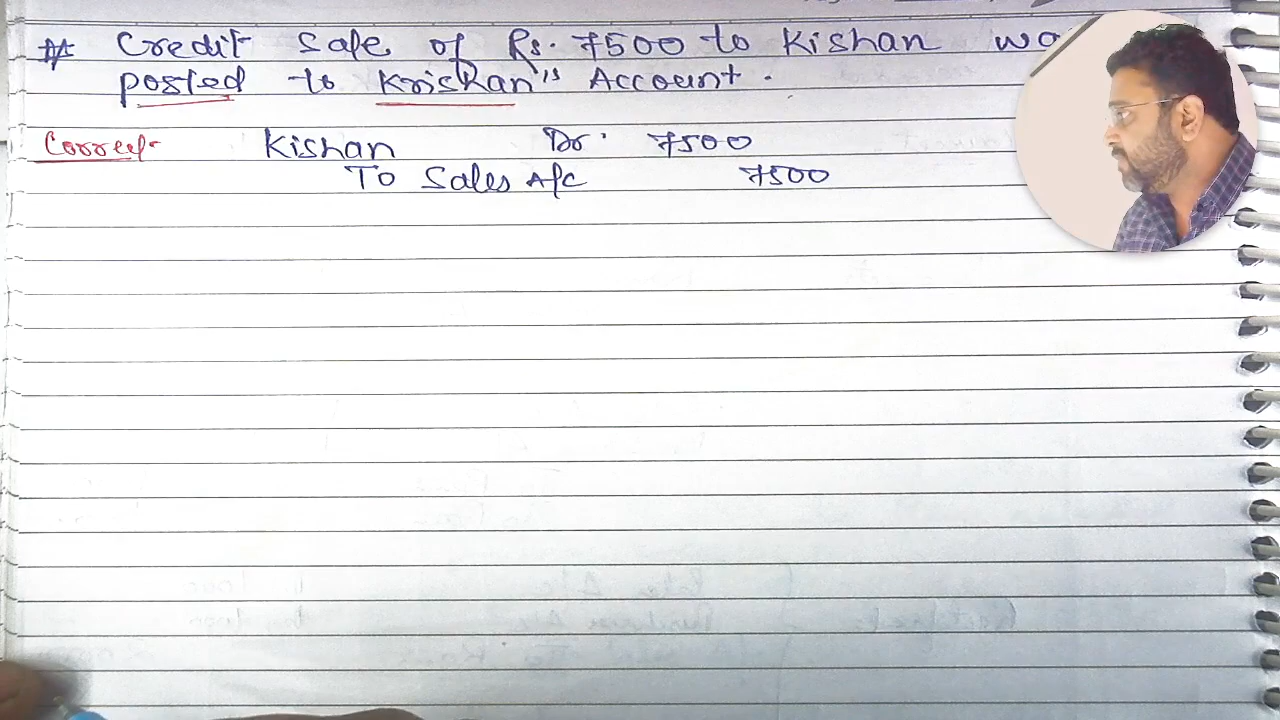 # Credit Sale of Rs. 7500 to Kishan
posted to Krishan's Account.
Correct Kishan Dr. 7500
To Sales A/c 7500